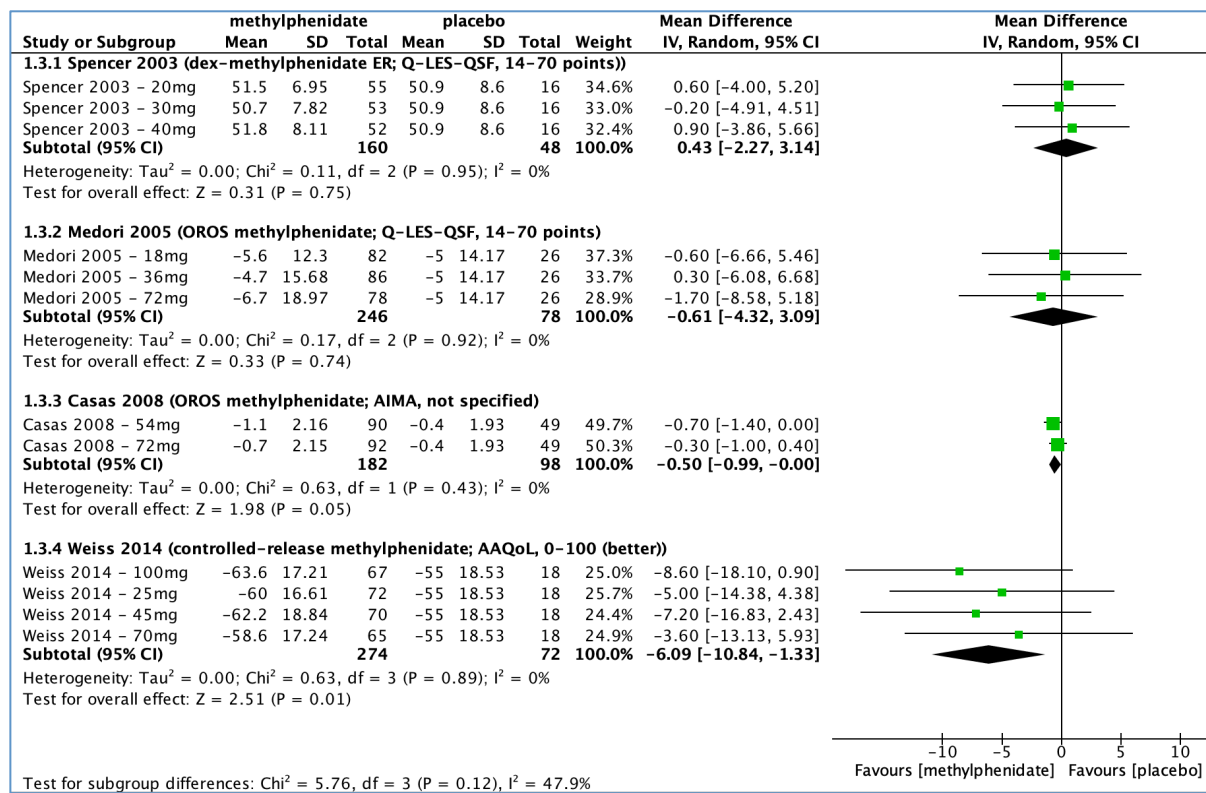 methylphenidate placebo Mean Difference Mean Difference
Study or Subgroup Mean SD Total Mean SD Total Weight IV, Random, 95% CI IV, Random, 95% CI
1.3.1 Spencer 2003 (dex-methylphenidate ER; Q-LES-QSF, 14-70 points))
Spencer 2003 - 20mg 51.5 6.95 55 50.9 8.6 16 34.6% 0.60 [-4.00, 5.20]
Spencer 2003 - 30mg 50.7 7.82 53 50.9 8.6 16 33.0% -0.20 [-4.91, 4.51]
Spencer 2003 - 40mg 51.8 8.11 52 50.9 8.6 16 32.4% 0.90 [-3.86, 5.66]
Subtotal (95% CI) 160 48 100.0% 0.43 [-2.27, 3.14]
Heterogeneity: Tau² = 0.00; Chi² = 0.11, df = 2 (P = 0.95); I² = 0%
Test for overall effect: Z = 0.31 (P = 0.75)
1.3.2 Medori 2005 (OROS methylphenidate; Q-LES-QSF, 14-70 points)
Medori 2005 - 18mg -5.6 12.3 82 -5 14.17 26 37.3% -0.60 [-6.66, 5.46]
Medori 2005 - 36mg -4.7 15.68 86 -5 14.17 26 33.7% 0.30 [-6.08, 6.68]
Medori 2005 - 72mg -6.7 18.97 78 -5 14.17 26 28.9% -1.70 [-8.58, 5.18]
Subtotal (95% CI) 246 78 100.0% -0.61 [-4.32, 3.09]
Heterogeneity: Tau² = 0.00; Chi² = 0.17, df = 2 (P = 0.92); I² = 0%
Test for overall effect: Z = 0.33 (P = 0.74)
1.3.3 Casas 2008 (OROS methylphenidate; AIMA, not specified)
Casas 2008 - 54mg -1.1 2.16 90 -0.4 1.93 49 49.7% -0.70 [-1.40, 0.00]
Casas 2008 - 72mg -0.7 2.15 92 -0.4 1.93 49 50.3% -0.30 [-1.00, 0.40]
Subtotal (95% CI) 182 98 100.0% -0.50 [-0.99, -0.00]
Heterogeneity: Tau² = 0.00; Chi² = 0.63, df = 1 (P = 0.43); I² = 0%
Test for overall effect: Z = 1.98 (P = 0.05)
1.3.4 Weiss 2014 (controlled-release methylphenidate; AAQoL, 0-100 (better))
Weiss 2014 - 100mg -63.6 17.21 67 -55 18.53 18 25.0% -8.60 [-18.10, 0.90]
Weiss 2014 - 25mg -60 16.61 72 -55 18.53 18 25.7% -5.00 [-14.38, 4.38]
Weiss 2014 - 45mg -62.2 18.84 70 -55 18.53 18 24.4% -7.20 [-16.83, 2.43]
Weiss 2014 - 70mg -58.6 17.24 65 -55 18.53 18 24.9% -3.60 [-13.13, 5.93]
Subtotal (95% CI) 274 72 100.0% -6.09 [-10.84, -1.33]
Heterogeneity: Tau² = 0.00; Chi² = 0.63, df = 3 (P = 0.89); I² = 0%
Test for overall effect: Z = 2.51 (P = 0.01)
-10 -5 0 5 10
Favours [methylphenidate] Favours [placebo]
Test for subgroup differences: Chi² = 5.76, df = 3 (P = 0.12), I² = 47.9%